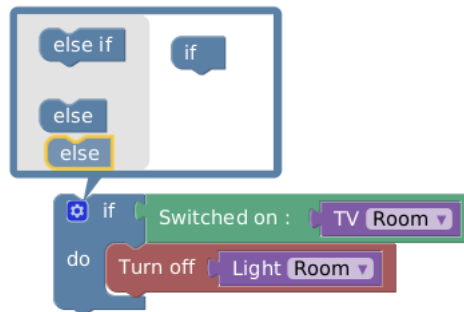 else if
if
else
else
if Switched on : TV Room
do Turn off Light Room